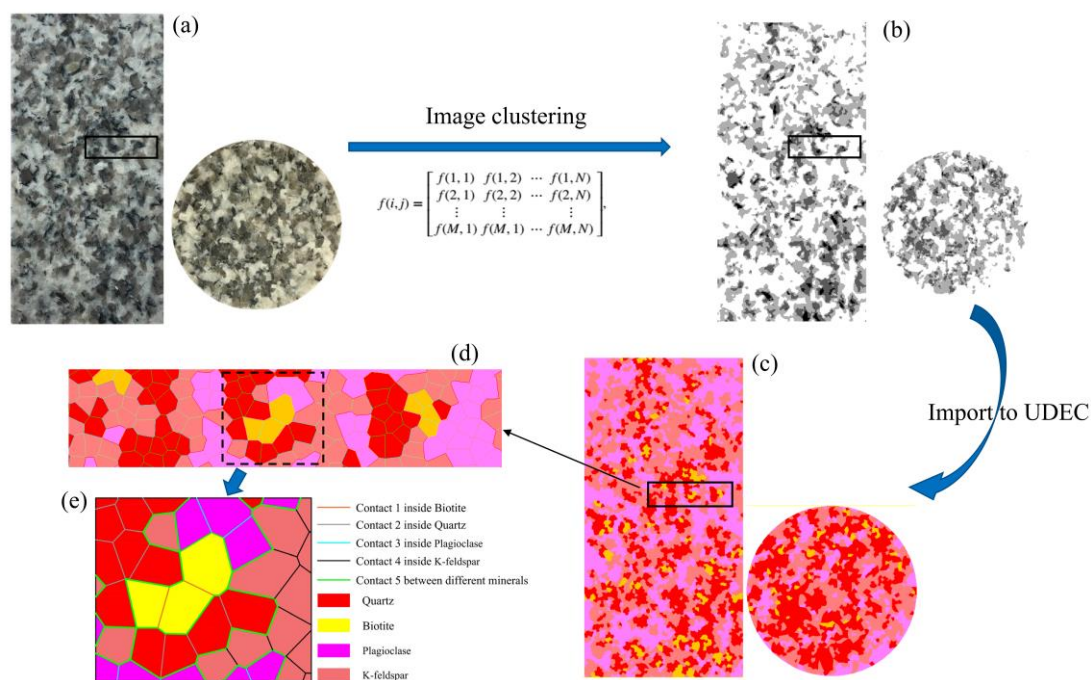 (a)
(b)
Image clustering
f(i,j) = [ f(1,1) f(1,2) ⋯ f(1,N)
f(2,1) f(2,2) ⋯ f(2,N)
⋮ ⋮ ⋮
f(M,1) f(M,1) ⋯ f(M,N) ],
(d)
(c)
Import to UDEC
(e)
Contact 1 inside Biotite
Contact 2 inside Quartz
Contact 3 inside Plagioclase
Contact 4 inside K-feldspar
Contact 5 between different minerals
Quartz
Biotite
Plagioclase
K-feldspar